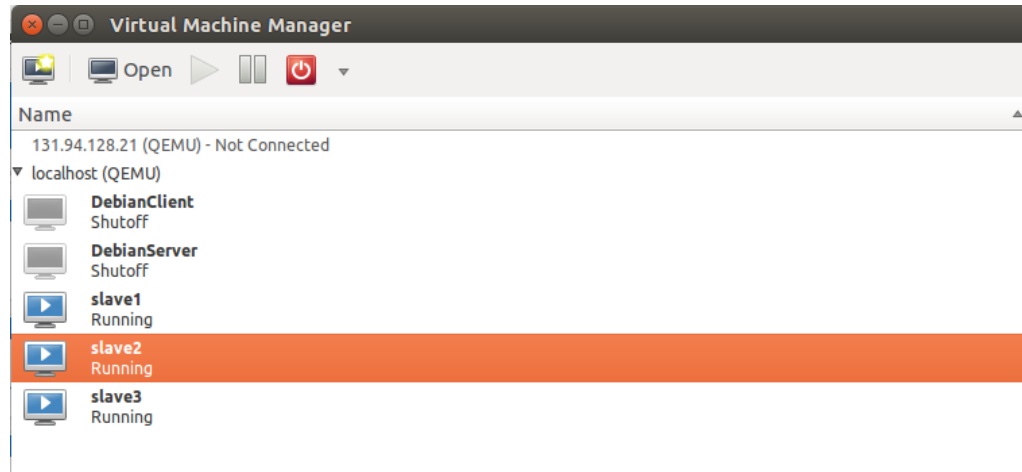 Virtual Machine Manager
Open
Name
131.94.128.21 (QEMU) - Not Connected
localhost (QEMU)
DebianClient
Shutoff
DebianServer
Shutoff
slave1
Running
slave2
Running
slave3
Running